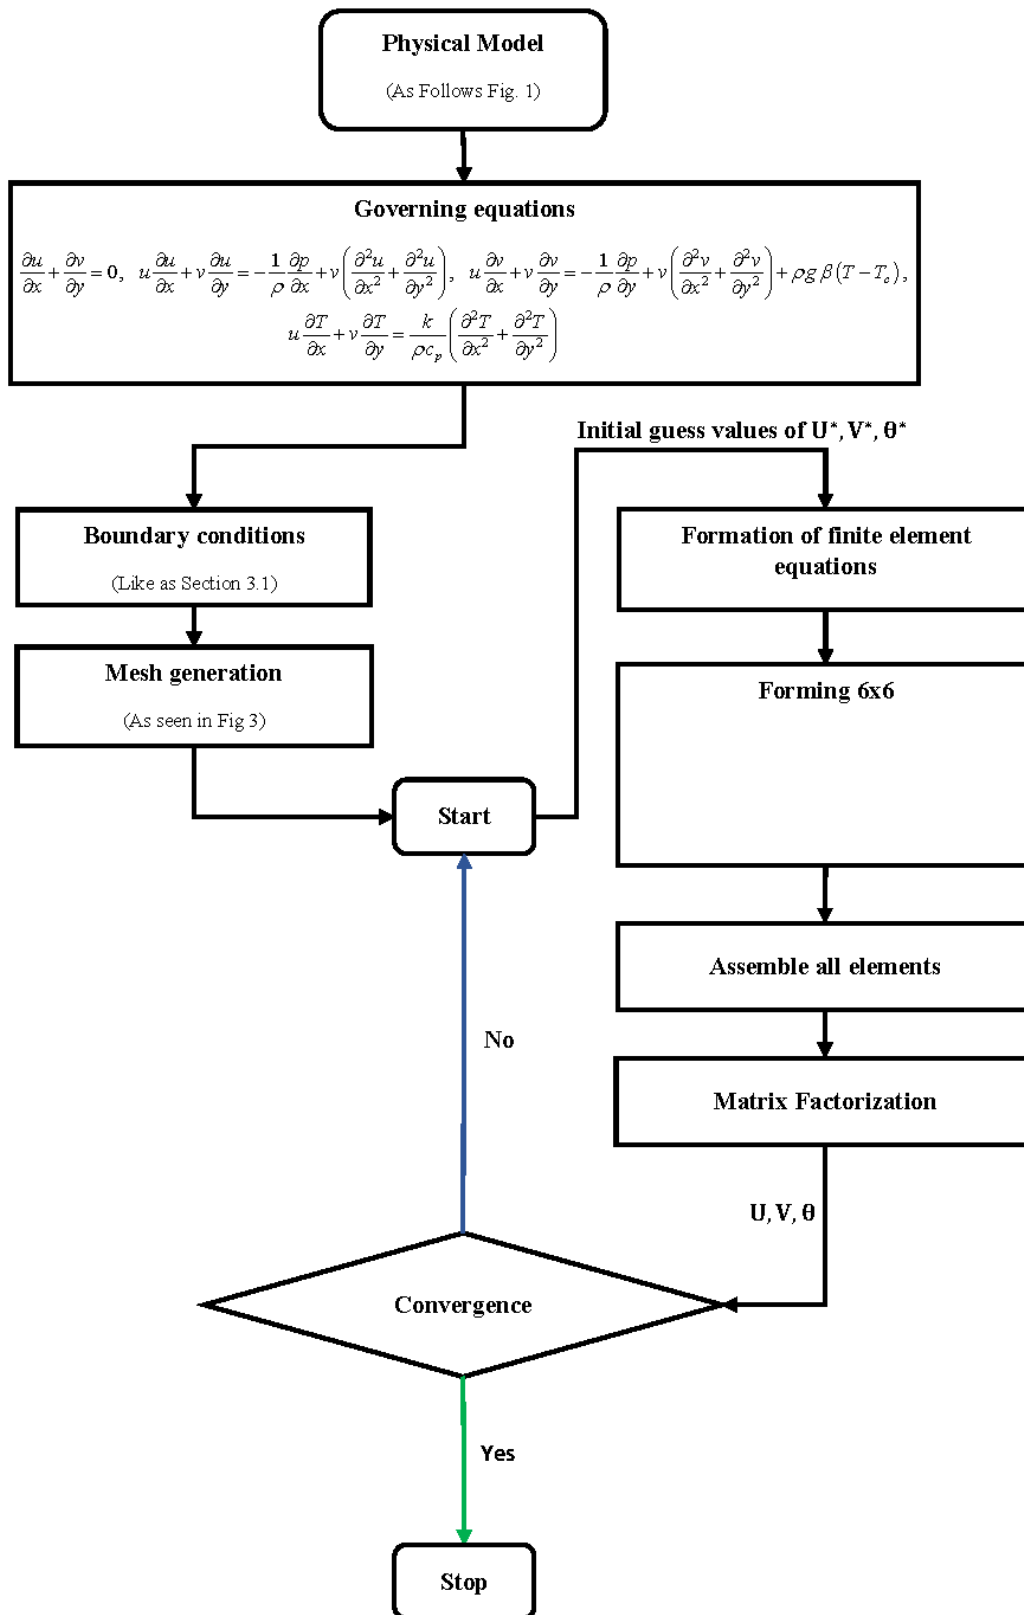 Physical Model
(As Follows Fig. 1)
Governing equations
∂u/∂x + ∂v/∂y = 0, u ∂u/∂x + v ∂u/∂y = −1/ρ ∂p/∂x + ν(∂²u/∂x² + ∂²u/∂y²), u ∂v/∂x + v ∂v/∂y = −1/ρ ∂p/∂y + ν(∂²v/∂x² + ∂²v/∂y²) + ρg β(T − T_c),
u ∂T/∂x + v ∂T/∂y = k/ρc_p (∂²T/∂x² + ∂²T/∂y²)
Boundary conditions
(Like as Section 3.1)
Mesh generation
(As seen in Fig 3)
Start
Initial guess values of U*, V*, θ*
Formation of finite element
equations
Forming 6x6
Assemble all elements
Matrix Factorization
U, V, θ
Convergence
No
Yes
Stop